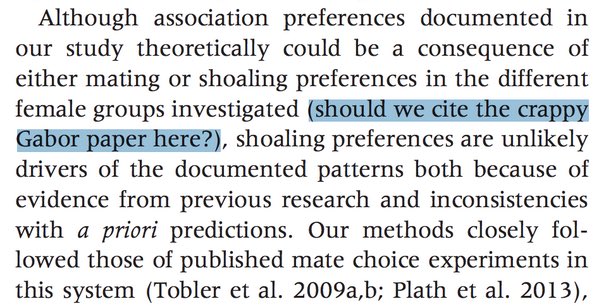 Although association preferences documented in
our study theoretically could be a consequence of
either mating or shoaling preferences in the different
female groups investigated (should we cite the crappy
Gabor paper here?), shoaling preferences are unlikely
drivers of the documented patterns both because of
evidence from previous research and inconsistencies
with a priori predictions. Our methods closely fol-
lowed those of published mate choice experiments in
this system (Tobler et al. 2009a,b; Plath et al. 2013),